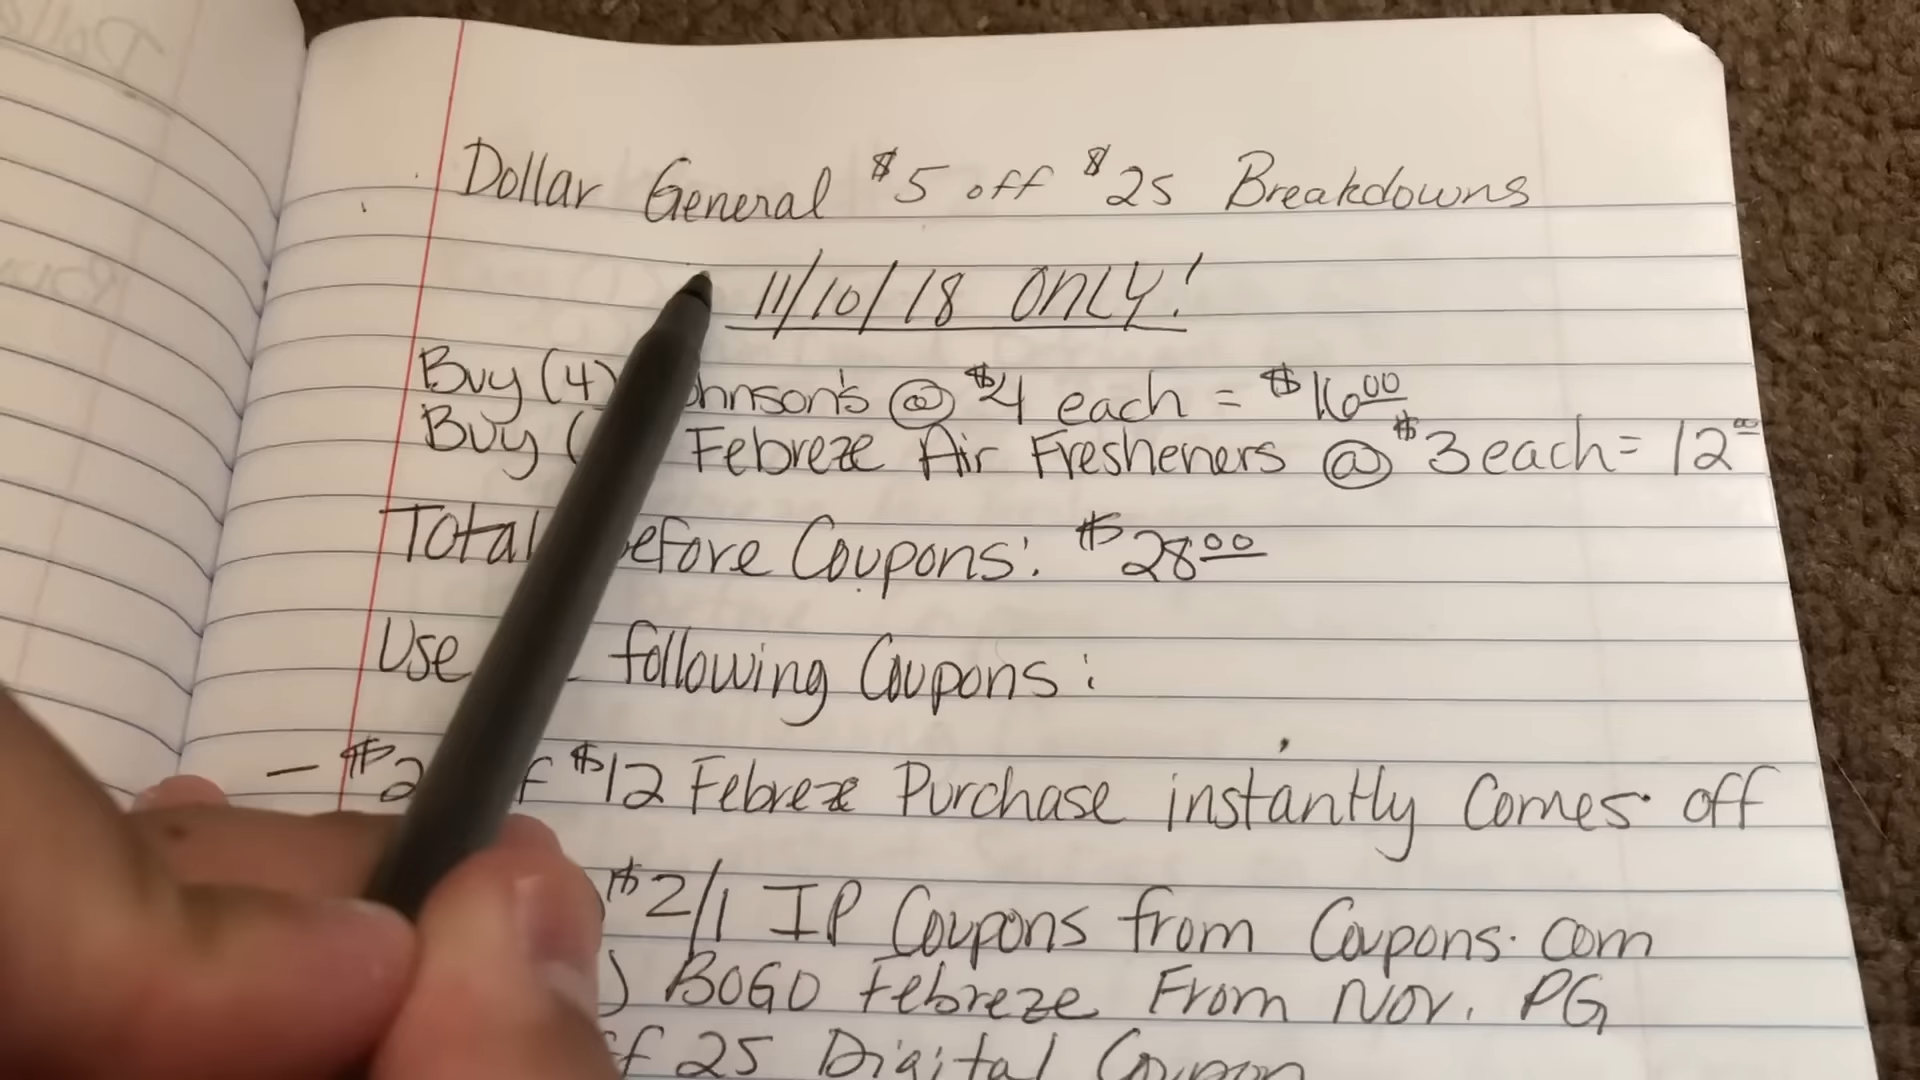 Dollar General $5 off $25 Breakdowns
11/10/18 ONLY!
Buy (4) ohnson's @ $4 each = $16.00
Buy ( Febreze Air Fresheners @ $3 each = 12.00
Total Before Coupons: $28.00
Use following Coupons:
- $2 $12 Febreze Purchase instantly Comes off
$2/1 IP Coupons from Coupons.com
) BOGO Febreze From Nov. PG
25 Digital Coupon